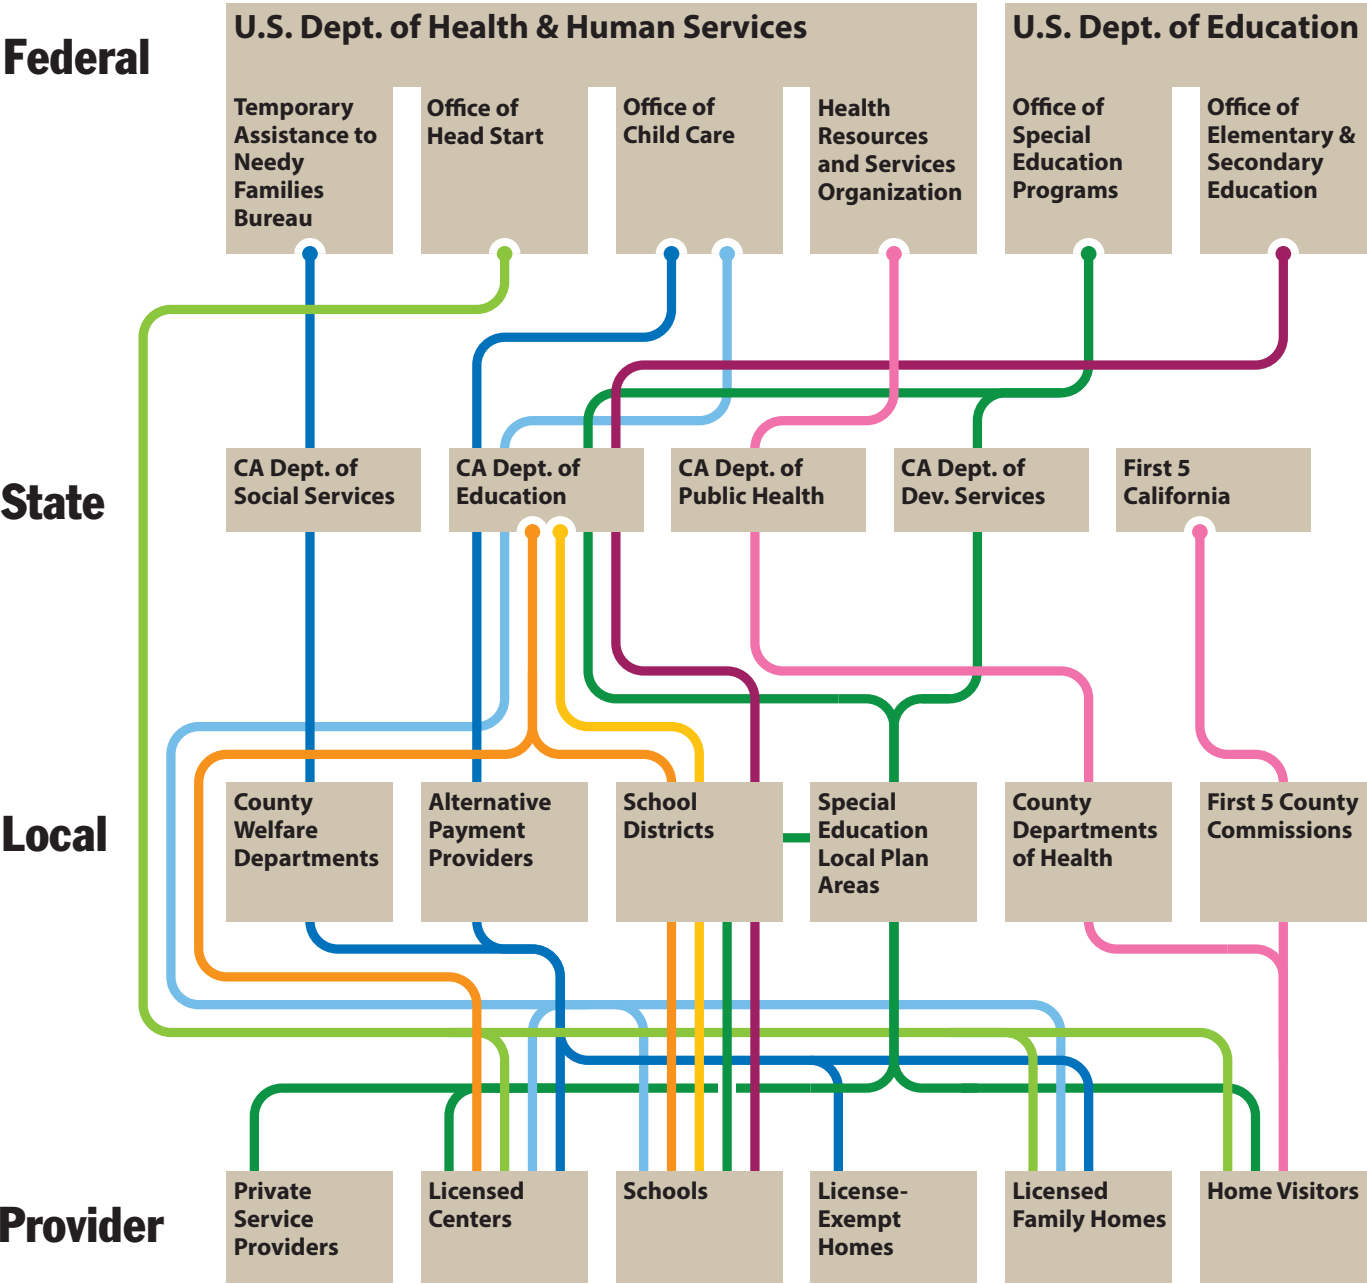 Federal
U.S. Dept. of Health & Human Services
U.S. Dept. of Education
Temporary
Assistance to
Needy
Families
Bureau
Office of
Head Start
Office of
Child Care
Health
Resources
and Services
Organization
Office of
Special
Education
Programs
Office of
Elementary &
Secondary
Education
State
CA Dept. of
Social Services
CA Dept. of
Education
CA Dept. of
Public Health
CA Dept. of
Dev. Services
First 5
California
Local
County
Welfare
Departments
Alternative
Payment
Providers
School
Districts
Special
Education
Local Plan
Areas
County
Departments
of Health
First 5 County
Commissions
Provider
Private
Service
Providers
Licensed
Centers
Schools
License-
Exempt
Homes
Licensed
Family Homes
Home Visitors